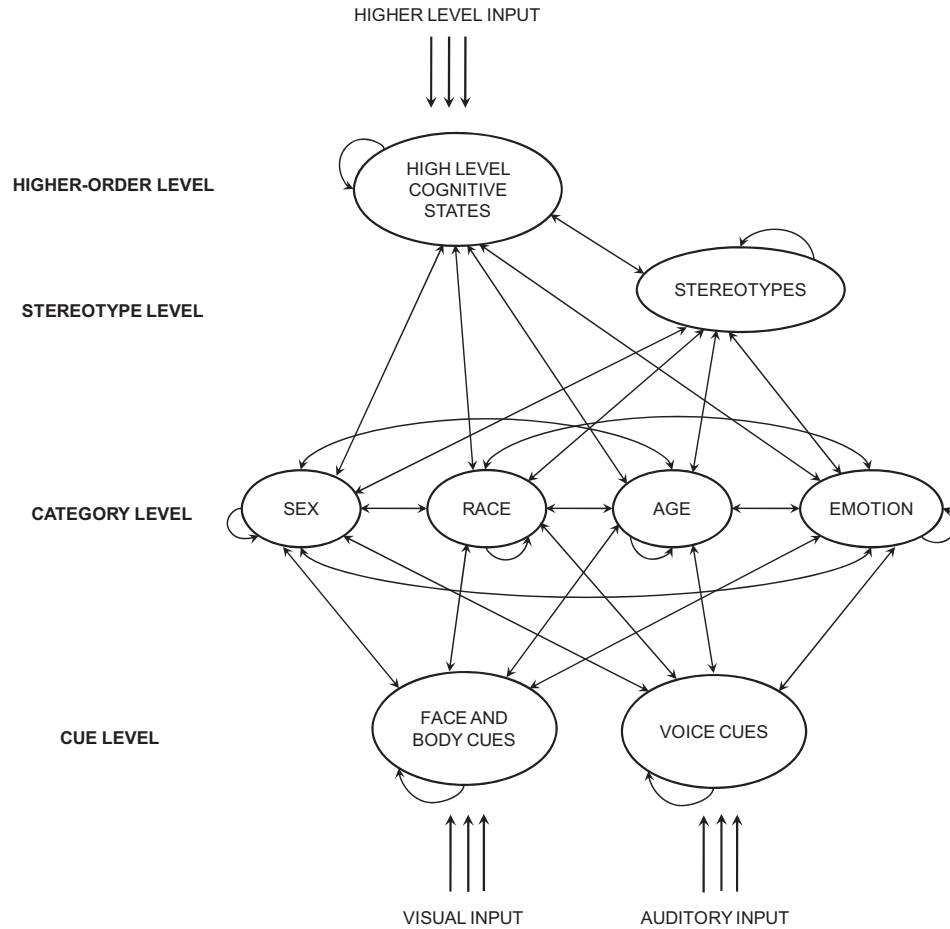 HIGHER LEVEL INPUT
HIGHER-ORDER LEVEL
HIGH LEVEL
COGNITIVE
STATES
STEREOTYPE LEVEL
STEREOTYPES
CATEGORY LEVEL
SEX
RACE
AGE
EMOTION
CUE LEVEL
FACE AND
BODY CUES
VOICE CUES
VISUAL INPUT
AUDITORY INPUT